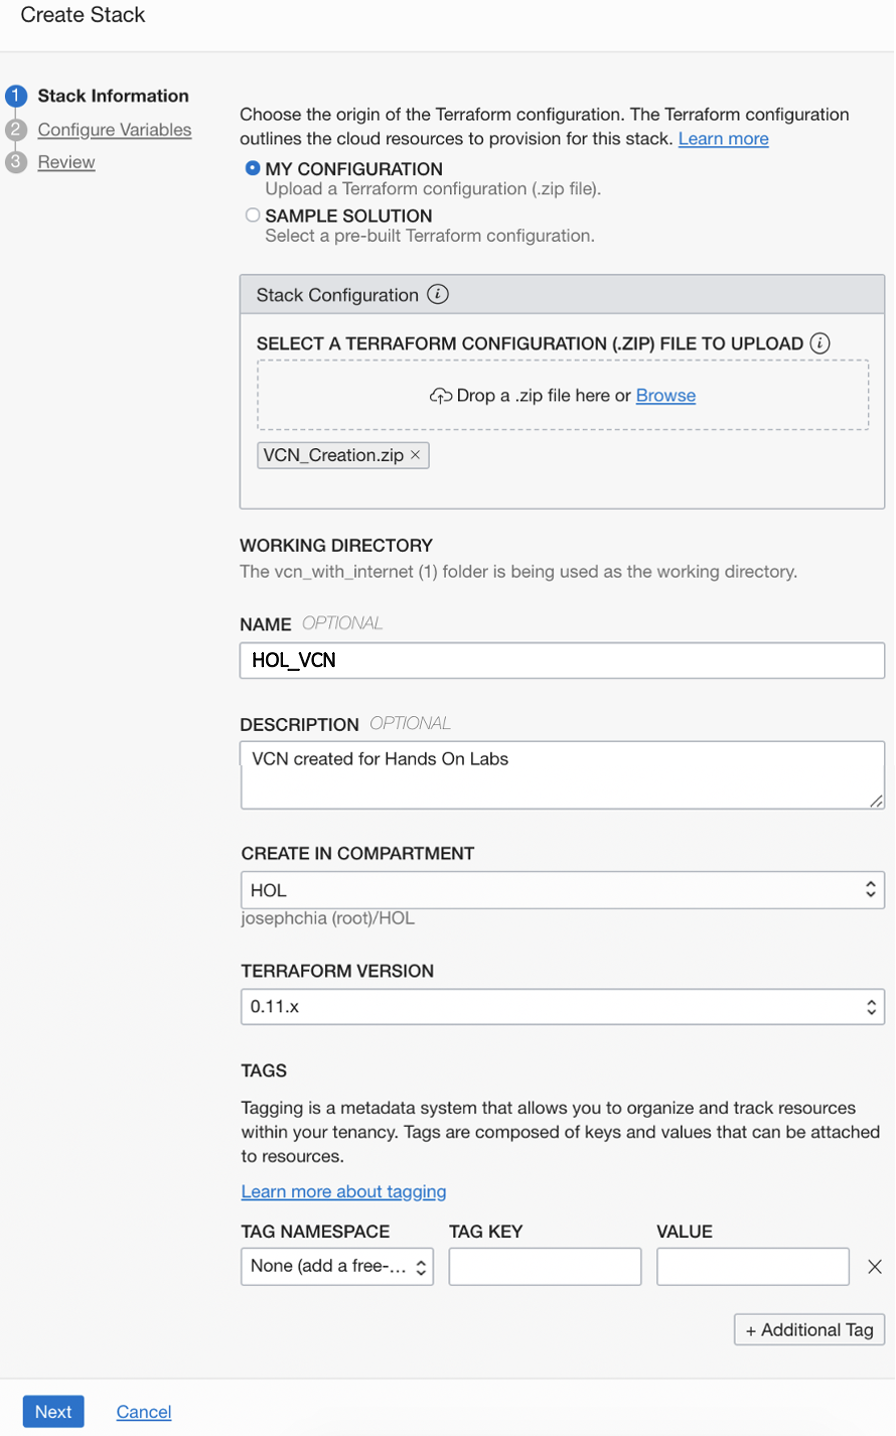 Create Stack
1 Stack Information
2 Configure Variables
3 Review
Choose the origin of the Terraform configuration. The Terraform configuration
outlines the cloud resources to provision for this stack. Learn more
MY CONFIGURATION
Upload a Terraform configuration (.zip file).
SAMPLE SOLUTION
Select a pre-built Terraform configuration.
Stack Configuration i
SELECT A TERRAFORM CONFIGURATION (.ZIP) FILE TO UPLOAD i
Drop a .zip file here or Browse
VCN_Creation.zip ×
WORKING DIRECTORY
The vcn_with_internet (1) folder is being used as the working directory.
NAME OPTIONAL
HOL_VCN
DESCRIPTION OPTIONAL
VCN created for Hands On Labs
CREATE IN COMPARTMENT
HOL
josephchia (root)/HOL
TERRAFORM VERSION
0.11.x
TAGS
Tagging is a metadata system that allows you to organize and track resources
within your tenancy. Tags are composed of keys and values that can be attached
to resources.
Learn more about tagging
TAG NAMESPACE TAG KEY VALUE
None (add a free-... ×
+ Additional Tag
Next Cancel